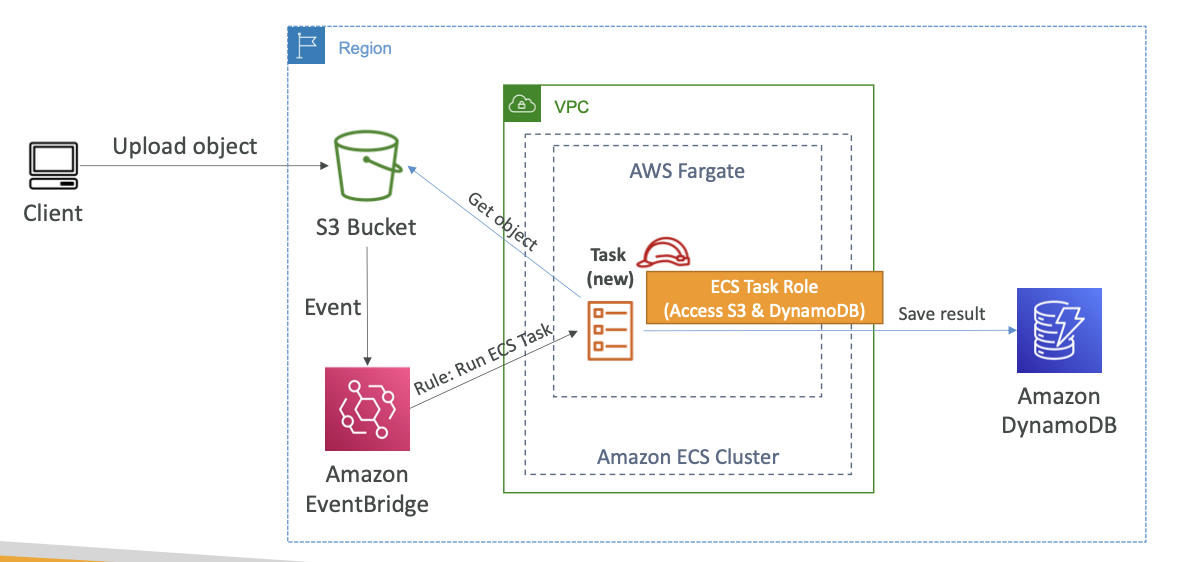 Region
VPC
Upload object
AWS Fargate
Client
S3 Bucket
Get object
Task
(new)
ECS Task Role
(Access S3 & DynamoDB)
Event
Save result
Rule: Run ECS Task
Amazon
DynamoDB
Amazon ECS Cluster
Amazon
EventBridge